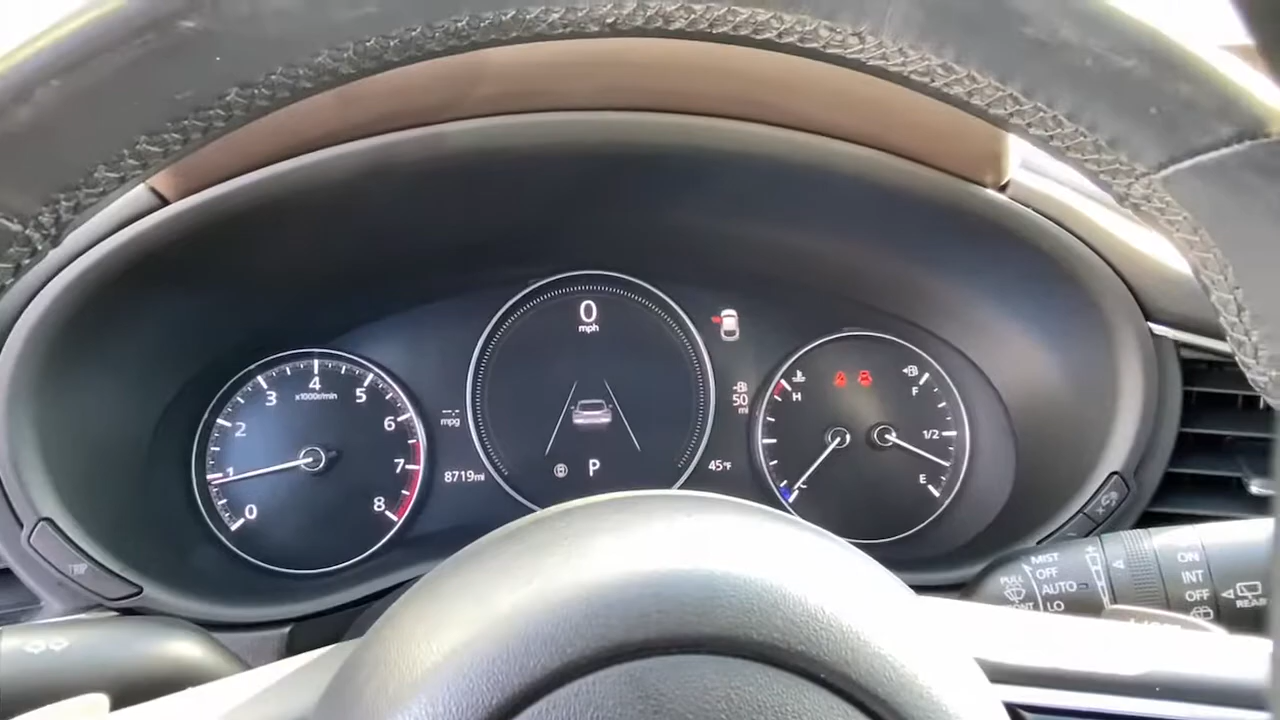 0
mph
4
3
5
x1000r/min
2
6
1
7
0
8
--.-
mpg
8719mi
P
50
mi
45°F
H
F
1/2
E
TRIP
MIST
OFF
PULL
AUTO
LO
ON
INT
OFF
REAR